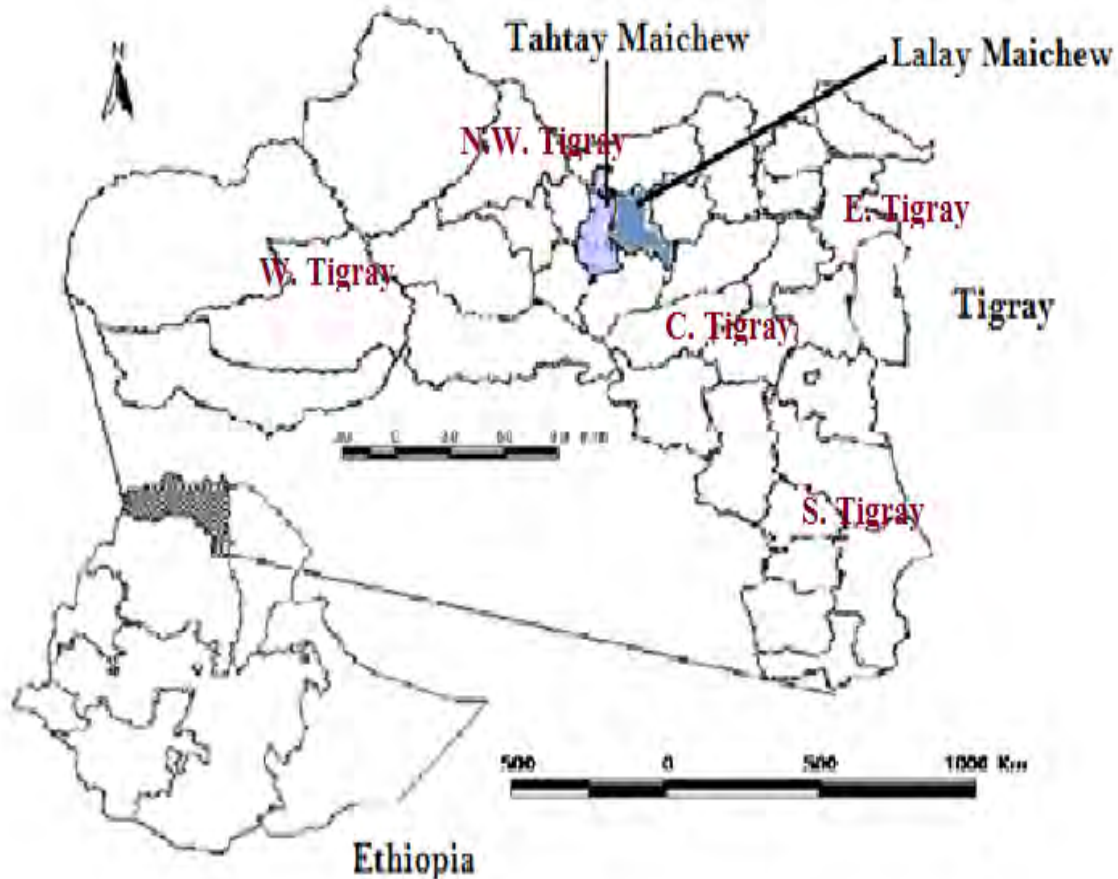 N
Tahtay Maichew
Lalay Maichew
N.W. Tigray
E. Tigray
W. Tigray
Tigray
C. Tigray
S. Tigray
500 0 500 1000 Km
Ethiopia